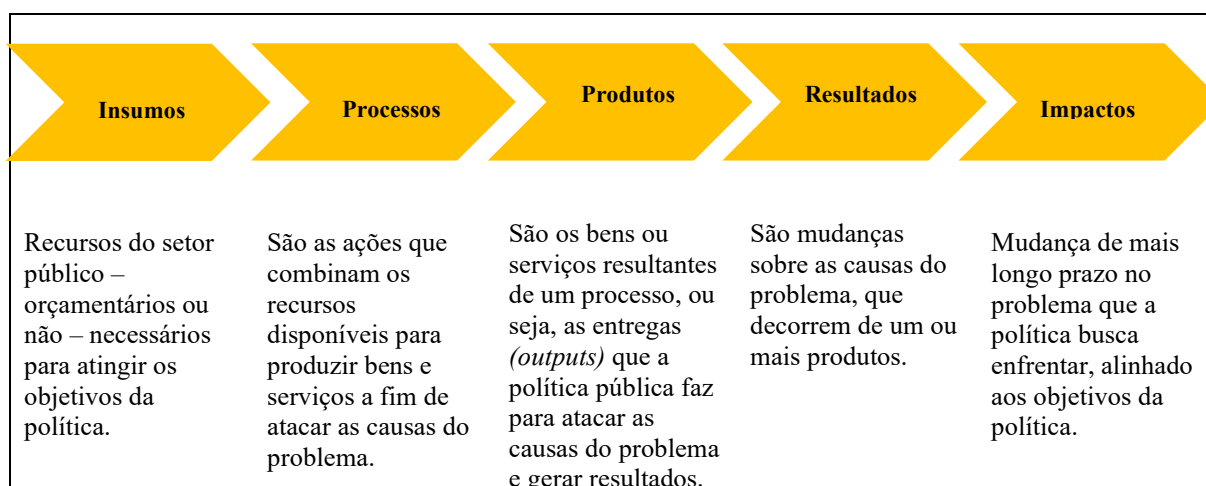 Insumos
Processos
Produtos
Resultados
Impactos
Recursos do setor
público –
orçamentários ou
não – necessários
para atingir os
objetivos da
política.
São as ações que
combinam os
recursos
disponíveis para
produzir bens e
serviços a fim de
atacar as causas do
problema.
São os bens ou
serviços resultantes
de um processo, ou
seja, as entregas
(outputs) que a
política pública faz
para atacar as
causas do problema
e gerar resultados.
São mudanças
sobre as causas do
problema, que
decorrem de um ou
mais produtos.
Mudança de mais
longo prazo no
problema que a
política busca
enfrentar, alinhado
aos objetivos da
política.